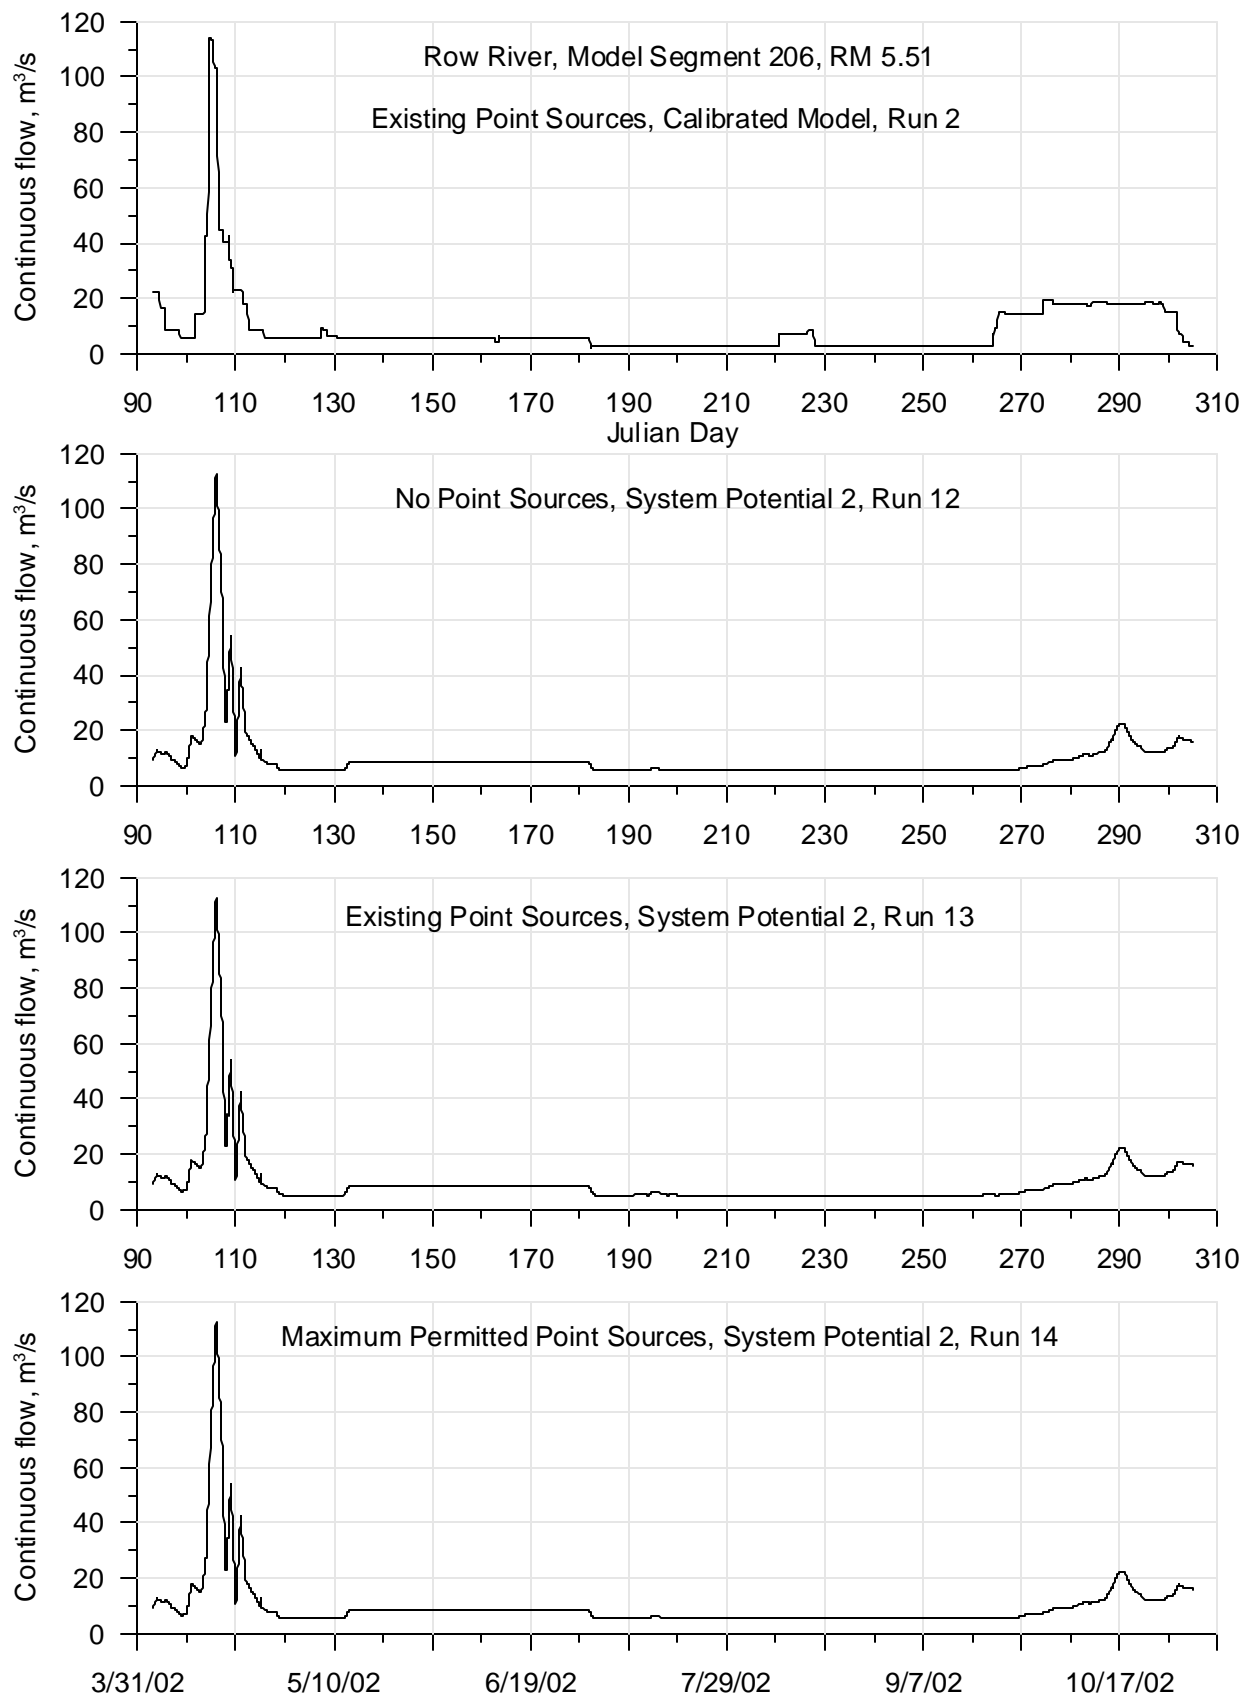 120
100
80
60
40
20
0
Continuous flow, m³/s
Row River, Model Segment 206, RM 5.51
Existing Point Sources, Calibrated Model, Run 2
90 110 130 150 170 190 210 230 250 270 290 310
Julian Day
120
100
80
60
40
20
0
Continuous flow, m³/s
No Point Sources, System Potential 2, Run 12
90 110 130 150 170 190 210 230 250 270 290 310
120
100
80
60
40
20
0
Continuous flow, m³/s
Existing Point Sources, System Potential 2, Run 13
90 110 130 150 170 190 210 230 250 270 290 310
120
100
80
60
40
20
0
Continuous flow, m³/s
Maximum Permitted Point Sources, System Potential 2, Run 14
3/31/02 5/10/02 6/19/02 7/29/02 9/7/02 10/17/02